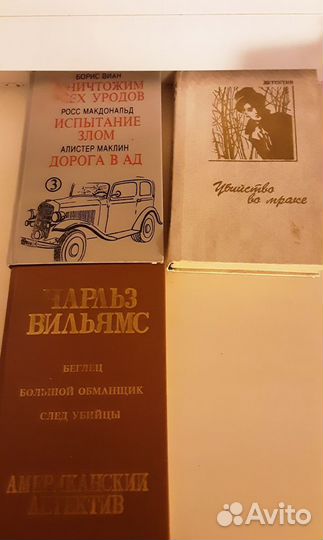 БОРИС ВИАН
УНИЧТОЖИМ
ВСЕХ УРОДОВ
РОСС МАКДОНАЛЬД
ИСПЫТАНИЕ
ЗЛОМ
АЛИСТЕР МАКЛИН
ДОРОГА В АД
3
ДЕТЕКТИВ
Убийство
во мраке
ЧАРЛЬЗ
ВИЛЬЯМС
БЕГЛЕЦ
БОЛЬШОЙ ОБМАНЩИК
СЛЕД УБИЙЦЫ
АМЕРИКАНСКИЙ
ДЕТЕКТИВ
Avito